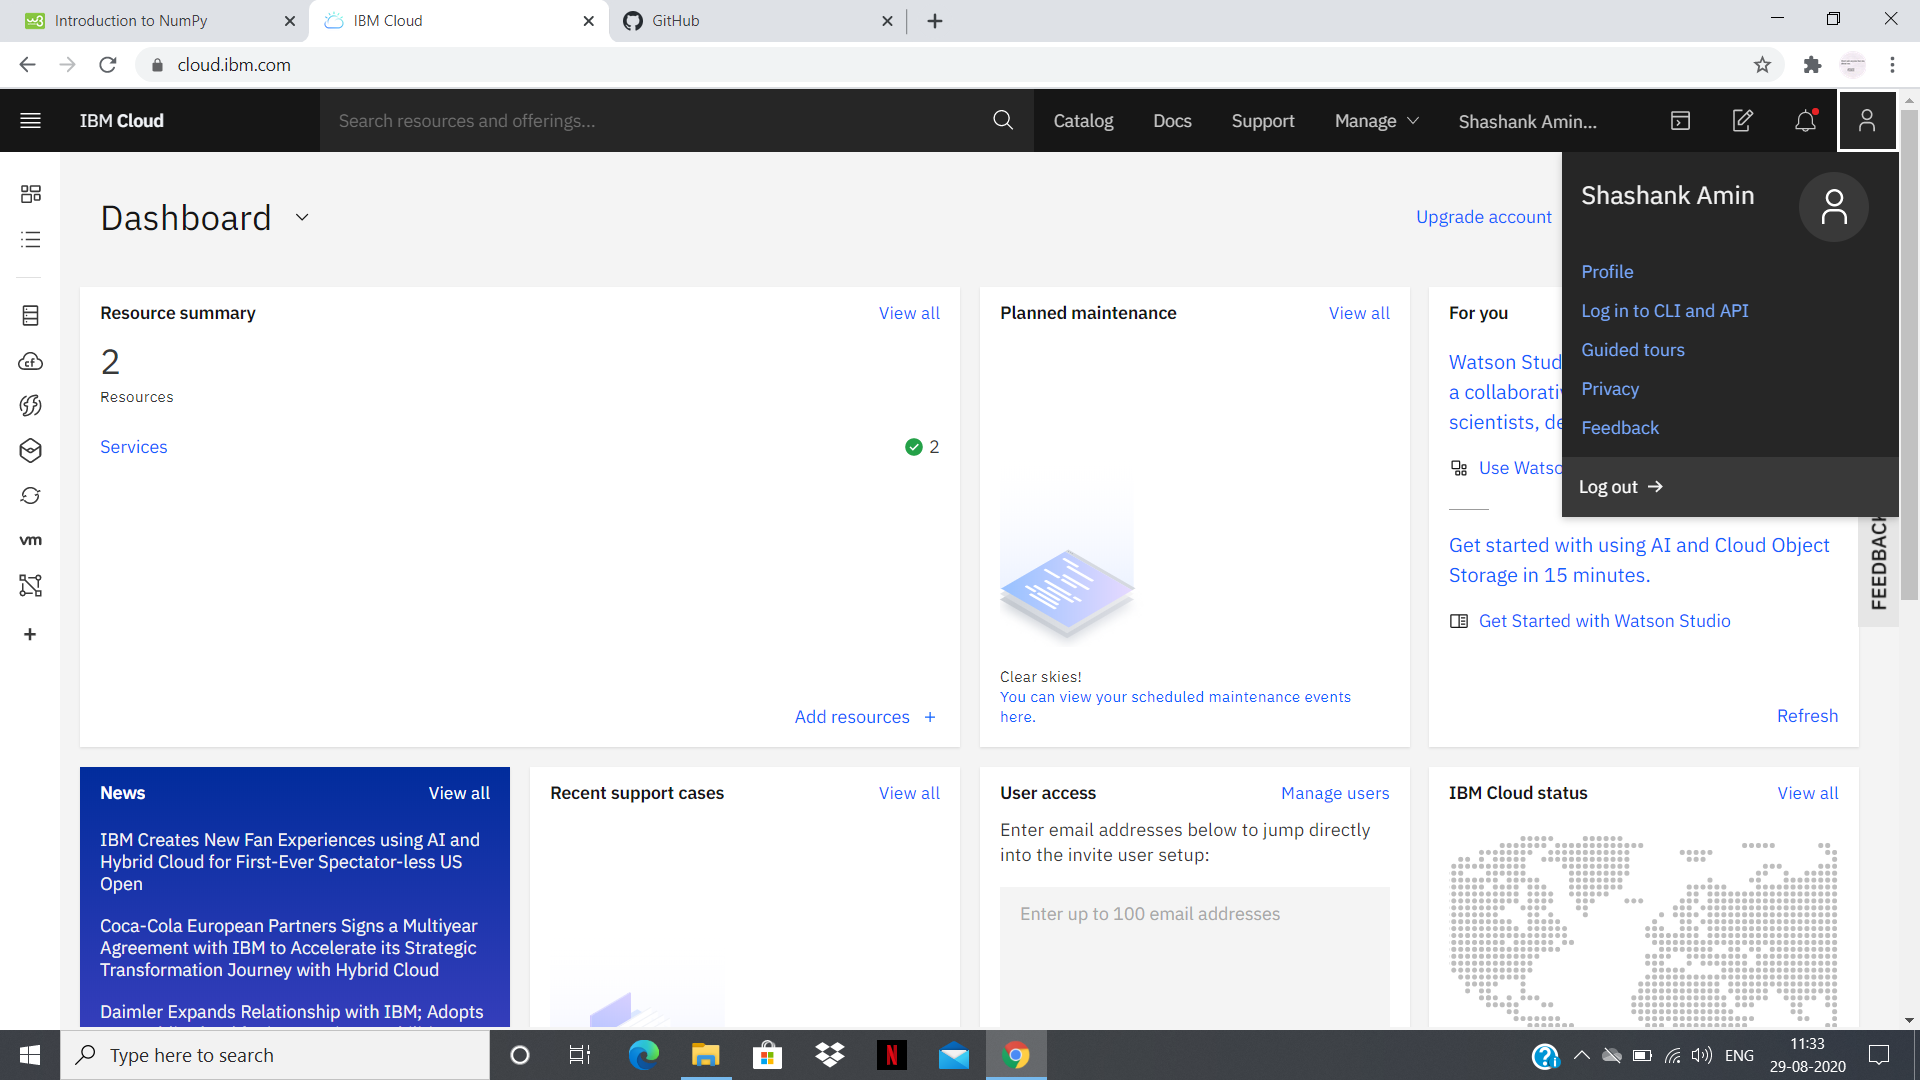 Introduction to NumPy
IBM Cloud
GitHub
cloud.ibm.com
IBM Cloud
Search resources and offerings...
Catalog
Docs
Support
Manage
Shashank Amin...
Shashank Amin
Profile
Log in to CLI and API
Guided tours
Privacy
Feedback
Log out
Dashboard
Upgrade account
Resource summary
View all
2
Resources
Services
2
Add resources +
Planned maintenance
View all
Clear skies!
You can view your scheduled maintenance events
here.
For you
Watson
a
scientists,
Use
Get started with using AI and Cloud Object
Storage in 15 minutes.
Get Started with Watson Studio
Refresh
FEEDBACK
vm
cf
News
View all
IBM Creates New Fan Experiences using AI and
Hybrid Cloud for First-Ever Spectator-less US
Open
Coca-Cola European Partners Signs a Multiyear
Agreement with IBM to Accelerate its Strategic
Transformation Journey with Hybrid Cloud
Daimler Expands Relationship with IBM; Adopts
Recent support cases
View all
User access
Manage users
Enter email addresses below to jump directly
into the invite user setup:
Enter up to 100 email addresses
IBM Cloud status
View all
Type here to search
ENG
11:33
29-08-2020